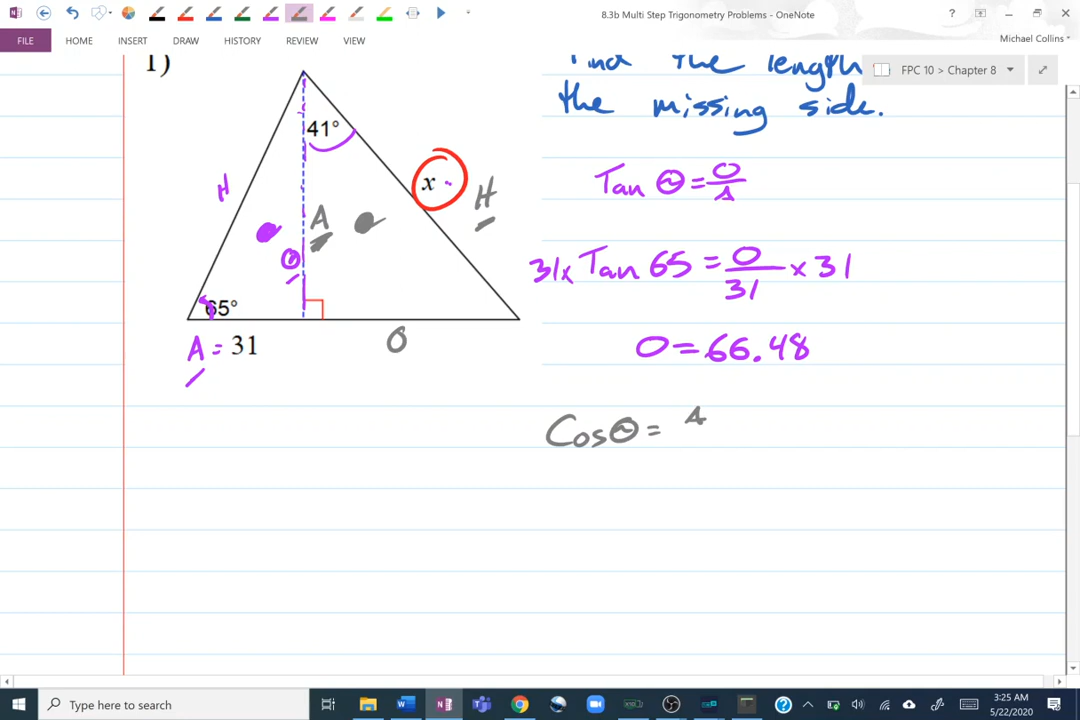 8.3b Multi Step Trigonometry Problems - OneNote
?
FILE HOME INSERT DRAW HISTORY REVIEW VIEW
Michael Collins
1)
Find the length
FPC 10 > Chapter 8
the missing side.
41°
Tan θ = O/A
x
H
H
A
31 x Tan 65 = O/31 x 31
O
65°
A = 31
O
O = 66.48
Cos θ = A
Type here to search
3:25 AM
5/22/2020